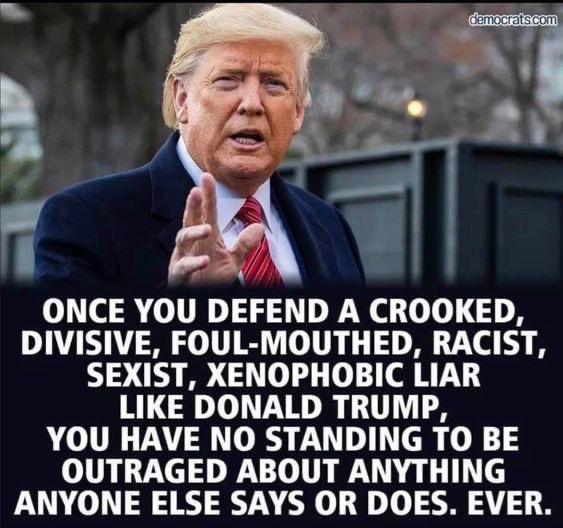 democrats.com
ONCE YOU DEFEND A CROOKED,
DIVISIVE, FOUL-MOUTHED, RACIST,
SEXIST, XENOPHOBIC LIAR
LIKE DONALD TRUMP,
YOU HAVE NO STANDING TO BE
OUTRAGED ABOUT ANYTHING
ANYONE ELSE SAYS OR DOES. EVER.